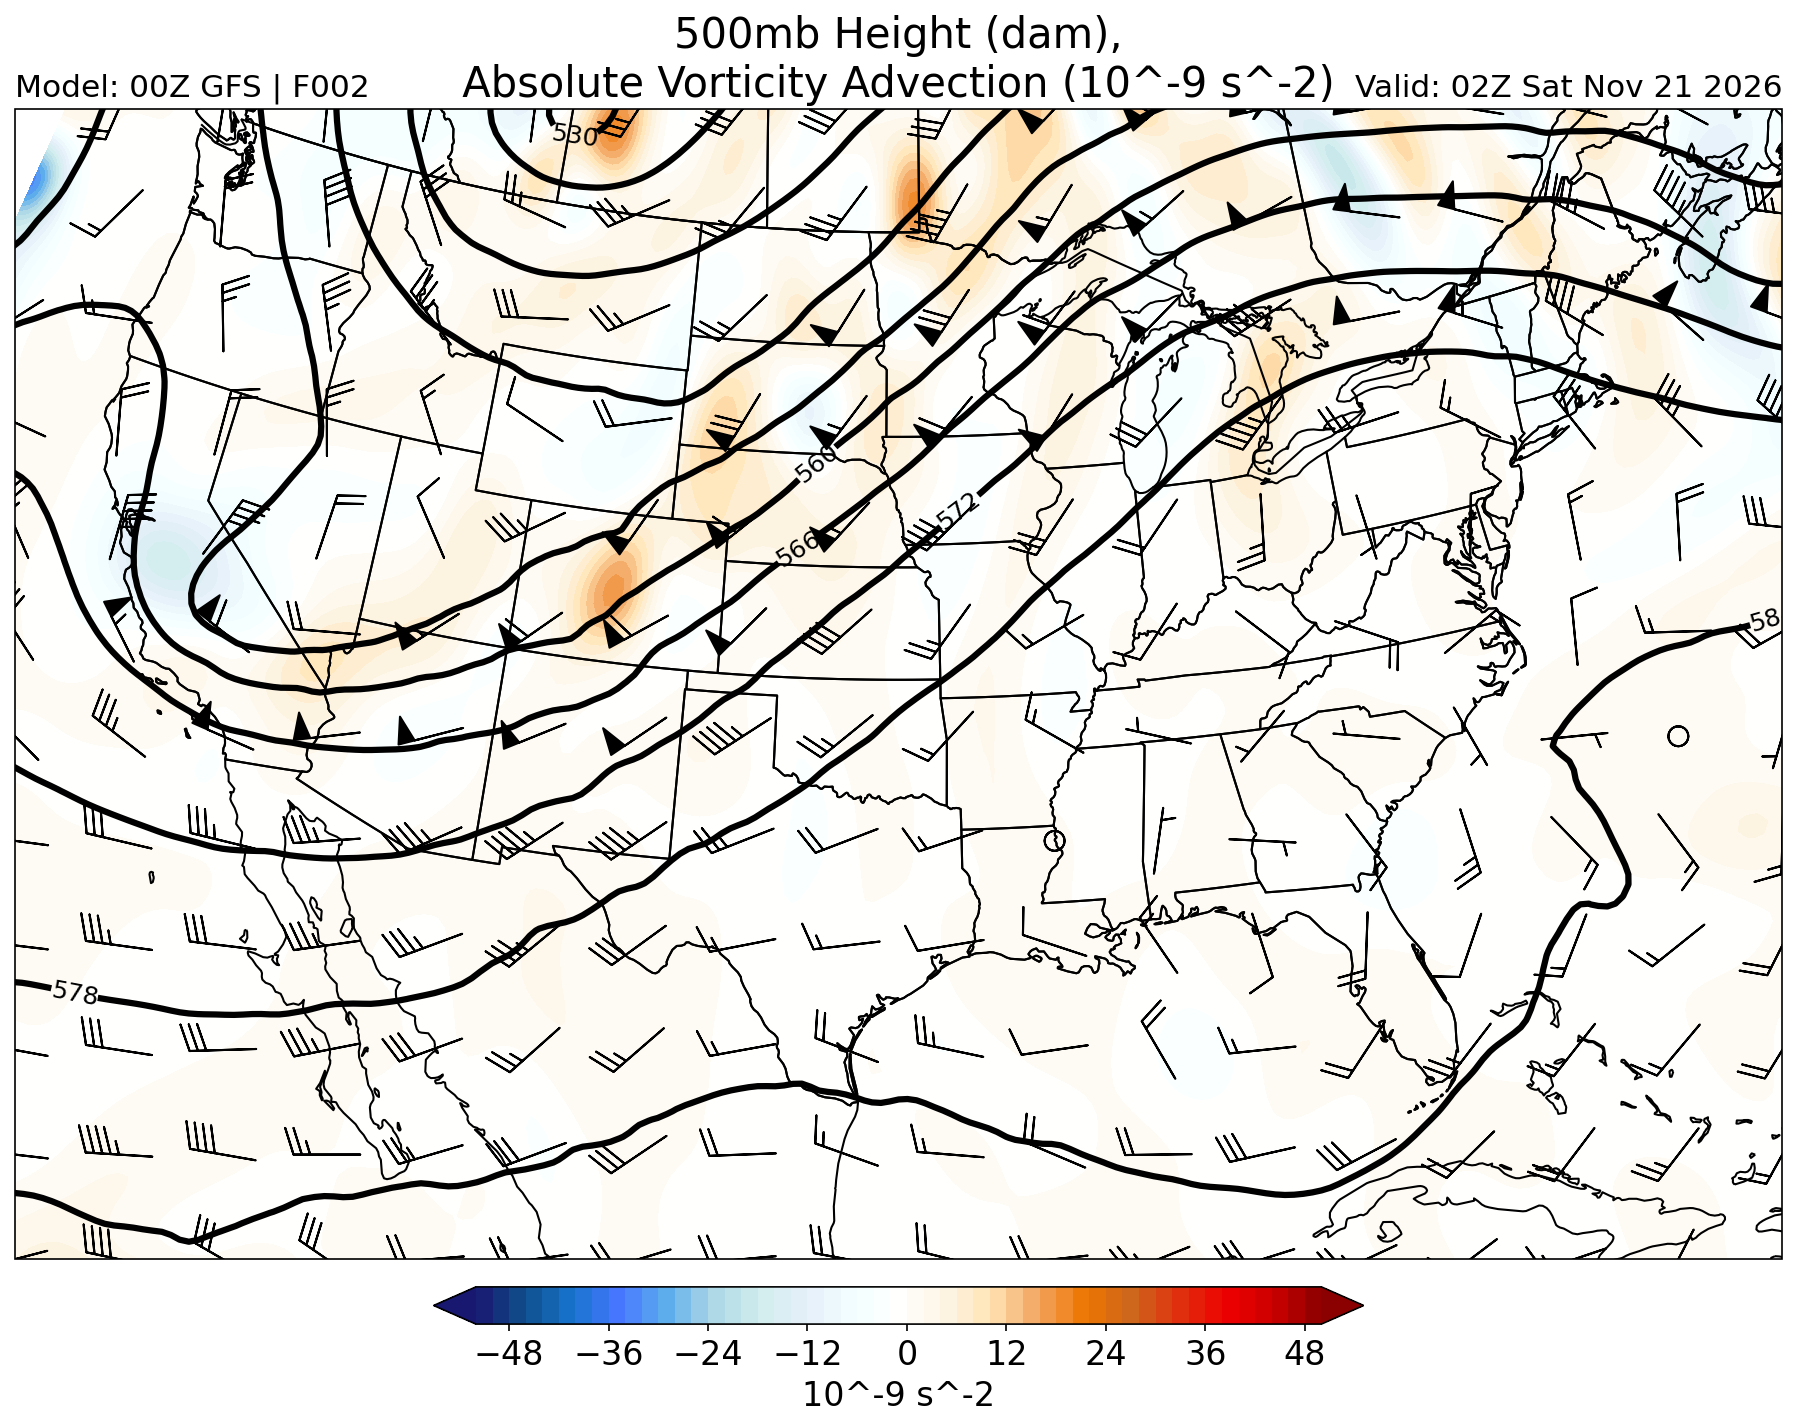 500mb Height (dam),
Model: 00Z GFS | F002
Absolute Vorticity Advection (10^-9 s^-2)
Valid: 02Z Sat Nov 21 2026
530
560
566
572
58
578
−48 −36 −24 −12 0 12 24 36 48
10^-9 s^-2